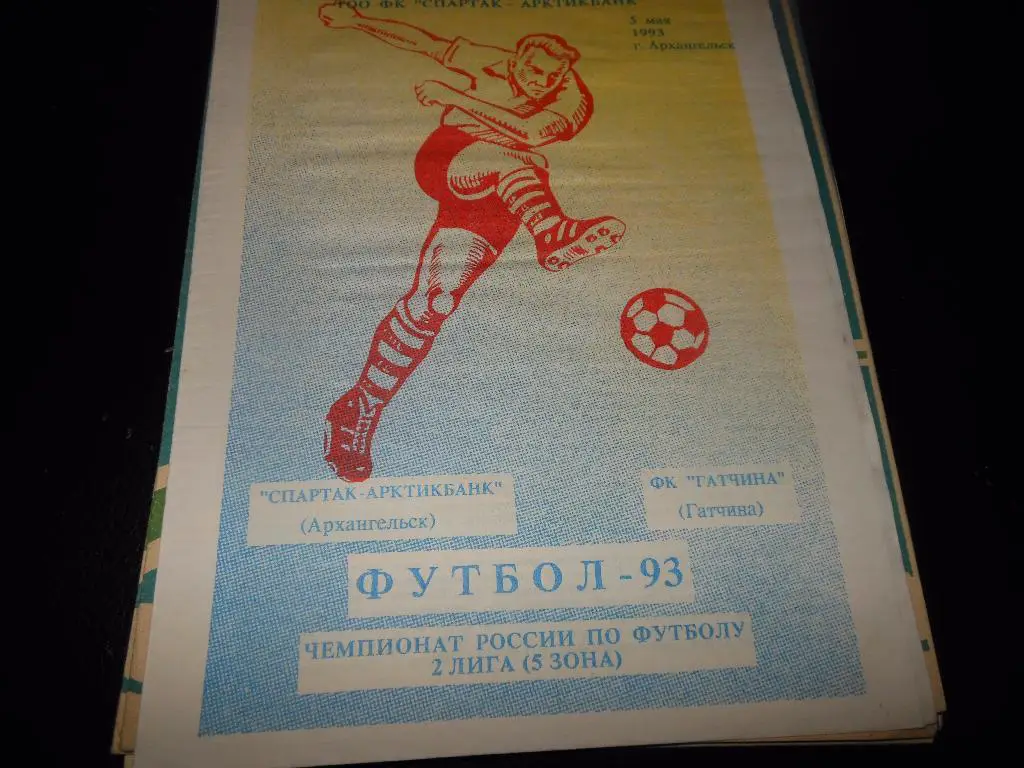 ТОО ФК "СПАРТАК - АРКТИКБАНК"
5 мая
1993
г. Архангельск
"СПАРТАК-АРКТИКБАНК"
(Архангельск)
ФК "ГАТЧИНА"
(Гатчина)
ФУТБОЛ-93
ЧЕМПИОНАТ РОССИИ ПО ФУТБОЛУ
2 ЛИГА (5 ЗОНА)